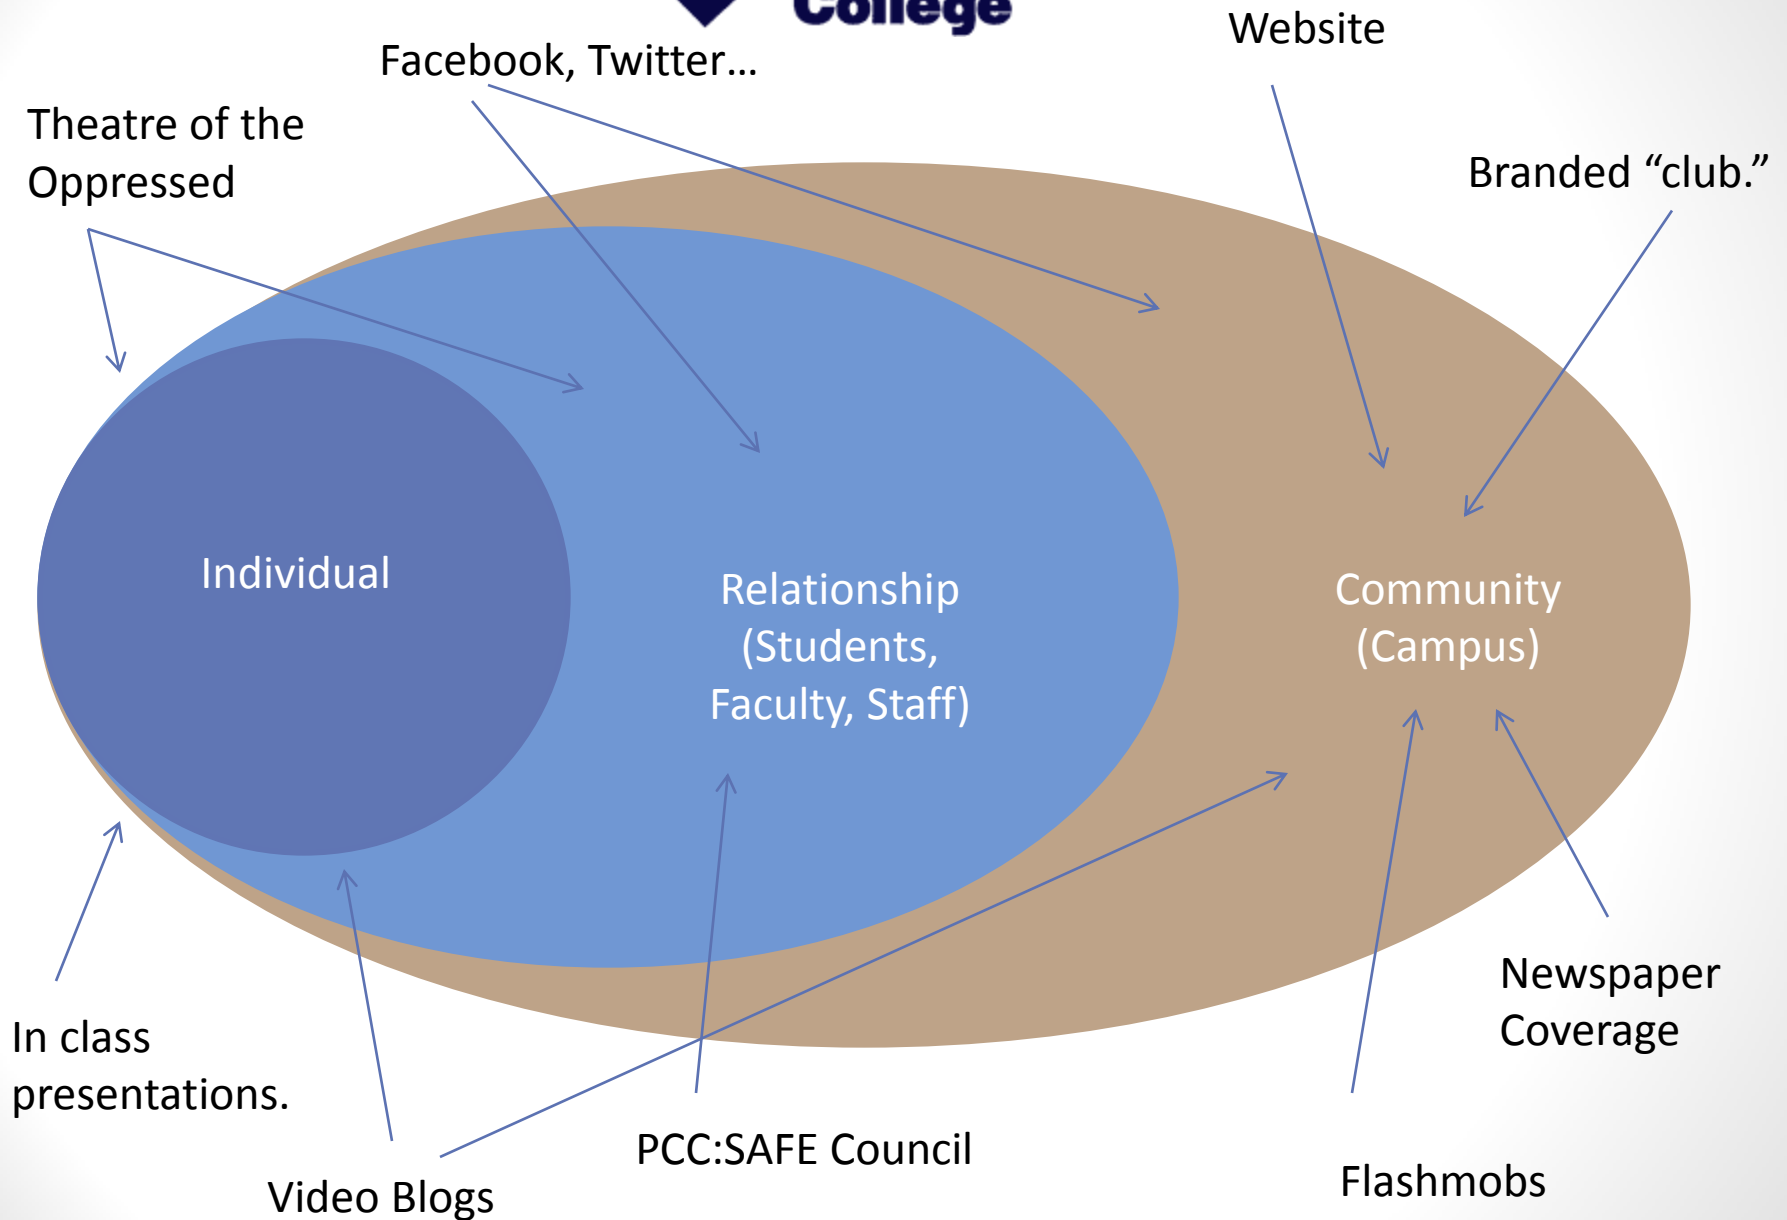 College
Website
Facebook, Twitter...
Theatre of the
Oppressed
Branded “club.”
Individual
Relationship
(Students,
Faculty, Staff)
Community
(Campus)
Newspaper
Coverage
In class
presentations.
PCC:SAFE Council
Flashmobs
Video Blogs